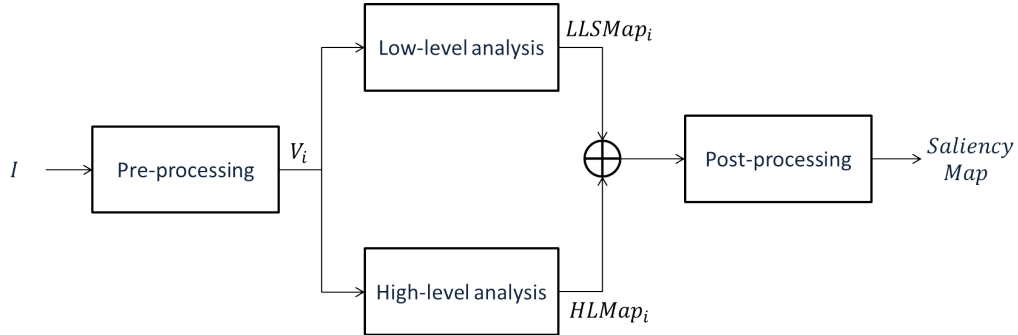 Low-level analysis
LLSMap_i
I
Pre-processing
V_i
Post-processing
Saliency
Map
High-level analysis
HLMap_i